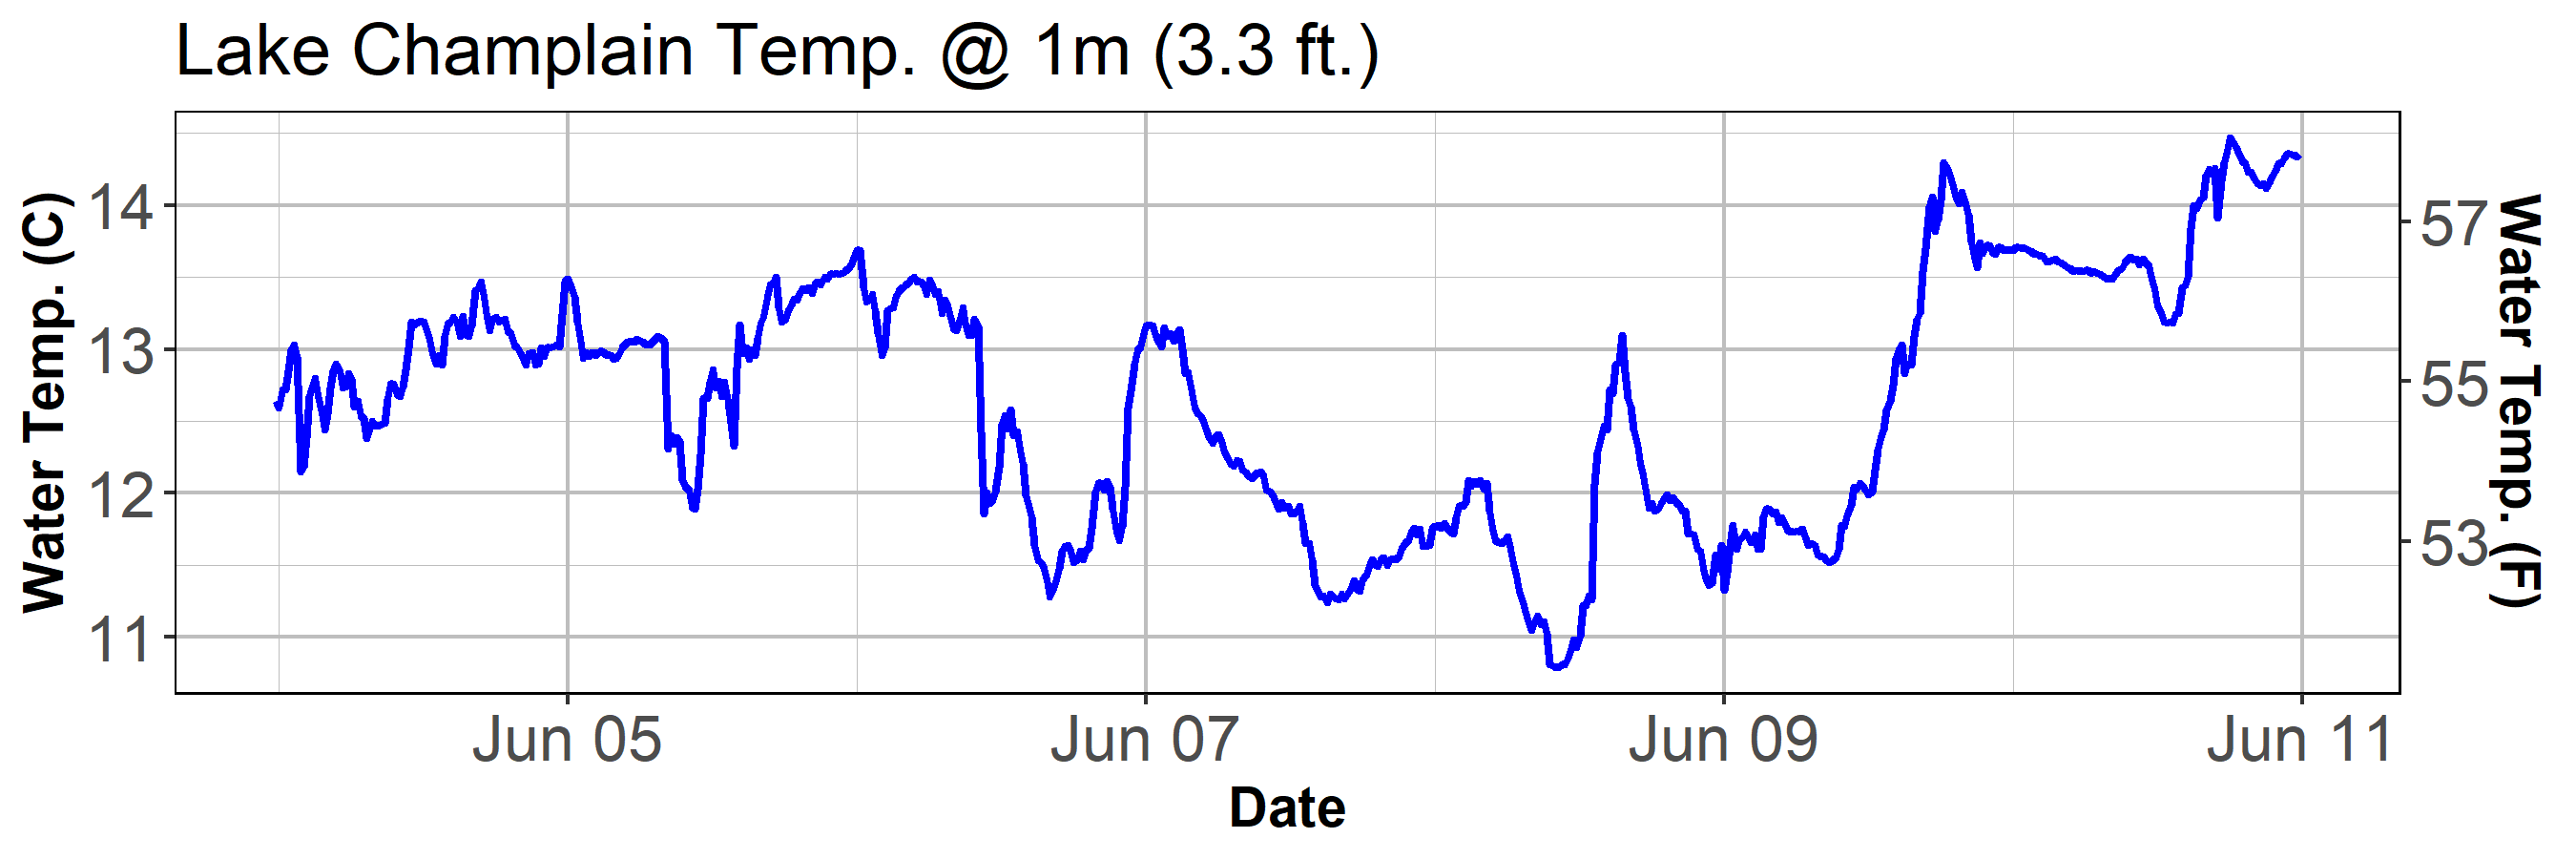 Lake Champlain Temp. @ 1m (3.3 ft.)
Water Temp. (C)
14
13
12
11
57
55
53
Water Temp. (F)
Jun 05 Jun 07 Jun 09 Jun 11
Date